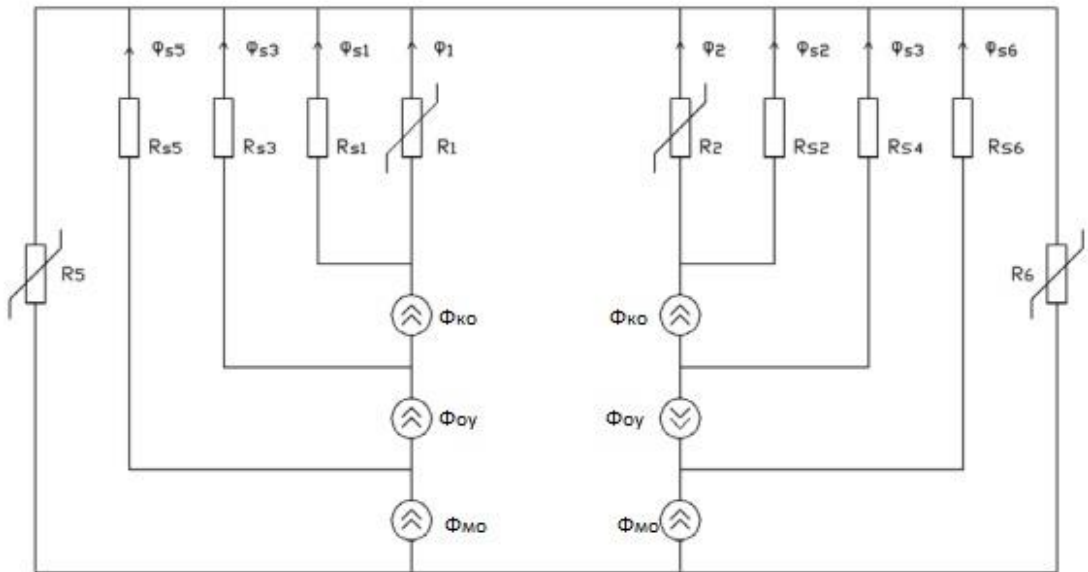 φs5 φs3 φs1 φ1 φ2 φs2 φs3 φs6
Rs5 Rs3 Rs1 R1 R2 RS2 RS4 RS6
R5 R6
Φко Φко
Φоу Φоу
Φмо Φмо